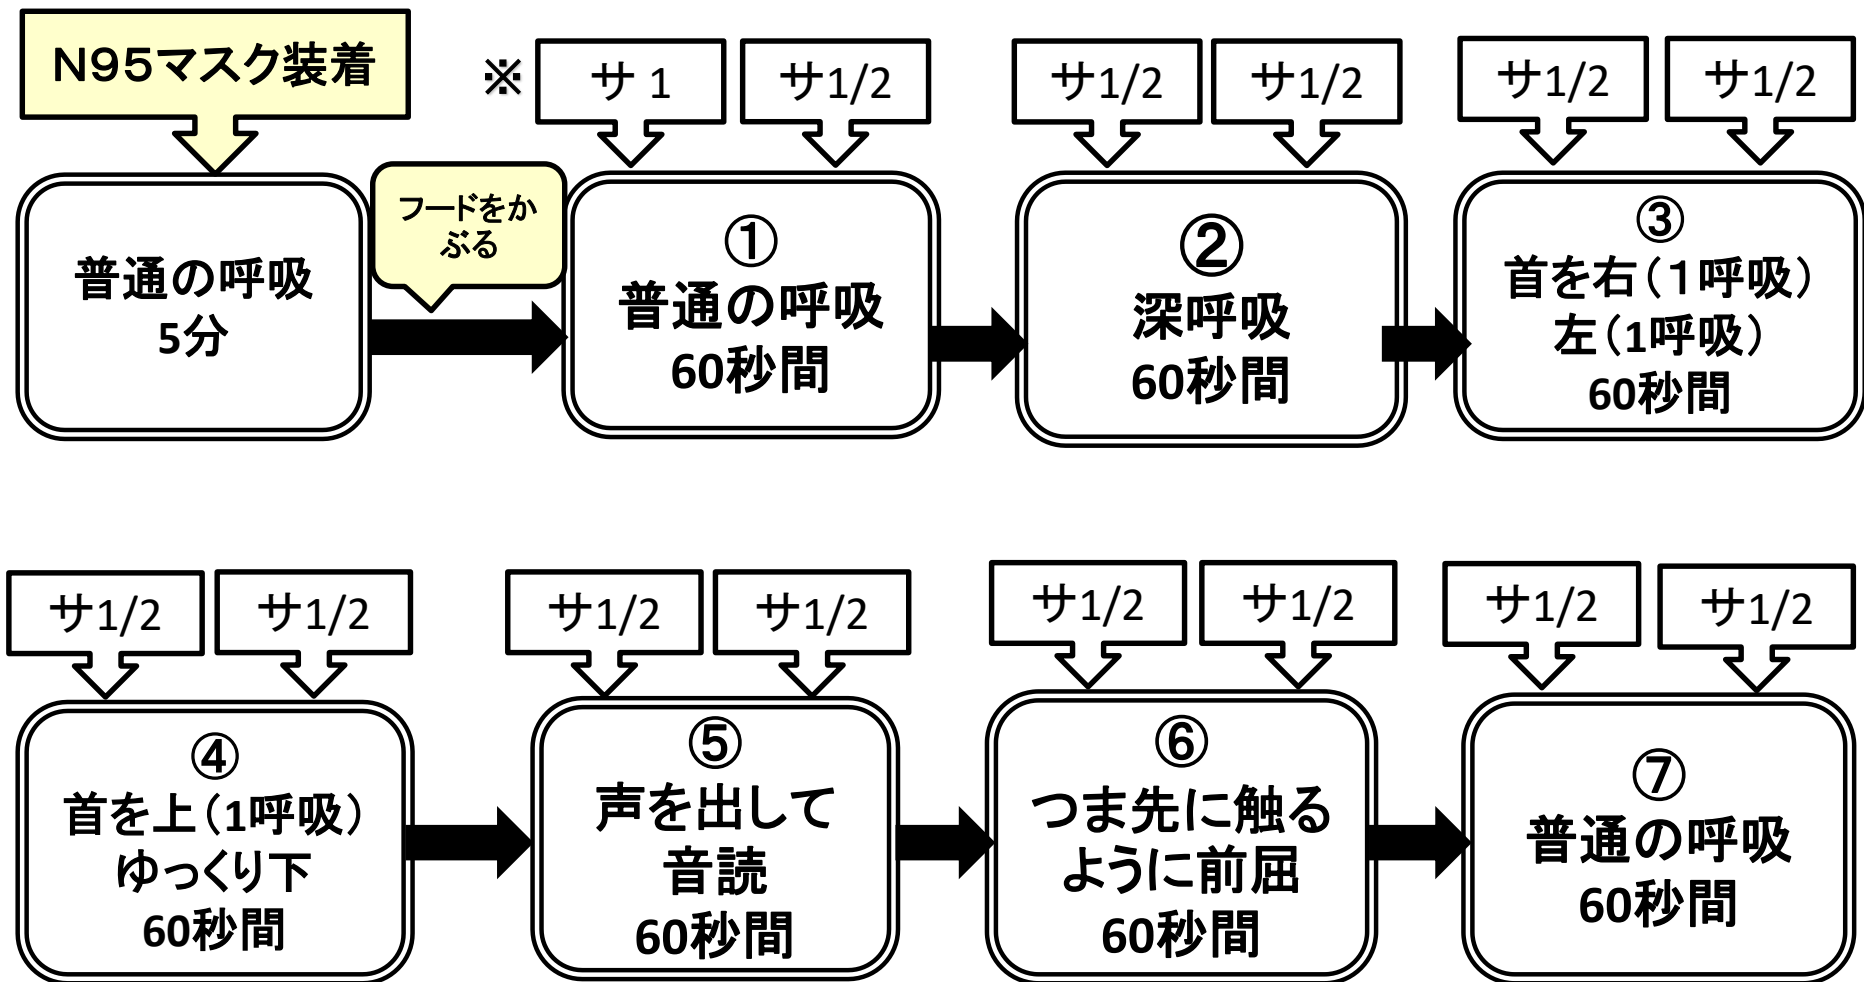 N95マスク装着
※
サ 1
サ1/2
サ1/2
サ1/2
サ1/2
サ1/2
普通の呼吸
5分
フードをか
ぶる
①
普通の呼吸
60秒間
②
深呼吸
60秒間
③
首を右（１呼吸）
左（1呼吸）
60秒間
サ1/2
サ1/2
サ1/2
サ1/2
サ1/2
サ1/2
サ1/2
サ1/2
④
首を上（1呼吸）
ゆっくり下
60秒間
⑤
声を出して
音読
60秒間
⑥
つま先に触る
ように前屈
60秒間
⑦
普通の呼吸
60秒間